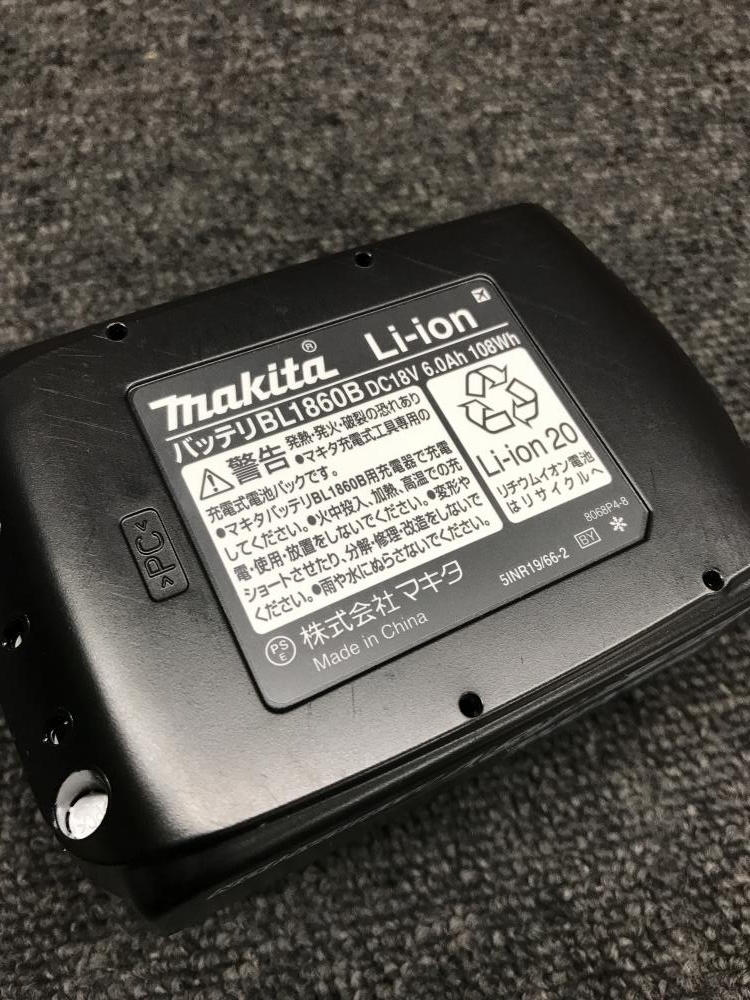 makita® Li-ion
バッテリBL1860B DC18V 6.0Ah 108Wh
警告 発熱・発火・破裂の恐れあり
●マキタ充電式工具専用の
充電式電池パックです。
●マキタバッテリBL1860B用充電器で充電
してください。●火中投入、加熱、高温での充
電・使用・放置をしないでください。●変形や
ショートさせたり、分解・修理・改造をしないで
ください。●雨や水にぬらさないでください。
Li-ion 20
リチウムイオン電池
はリサイクルへ
8068P4-8
5INR19/66-2 BY
PS
E
株式会社マキタ
Made in China
>PC<